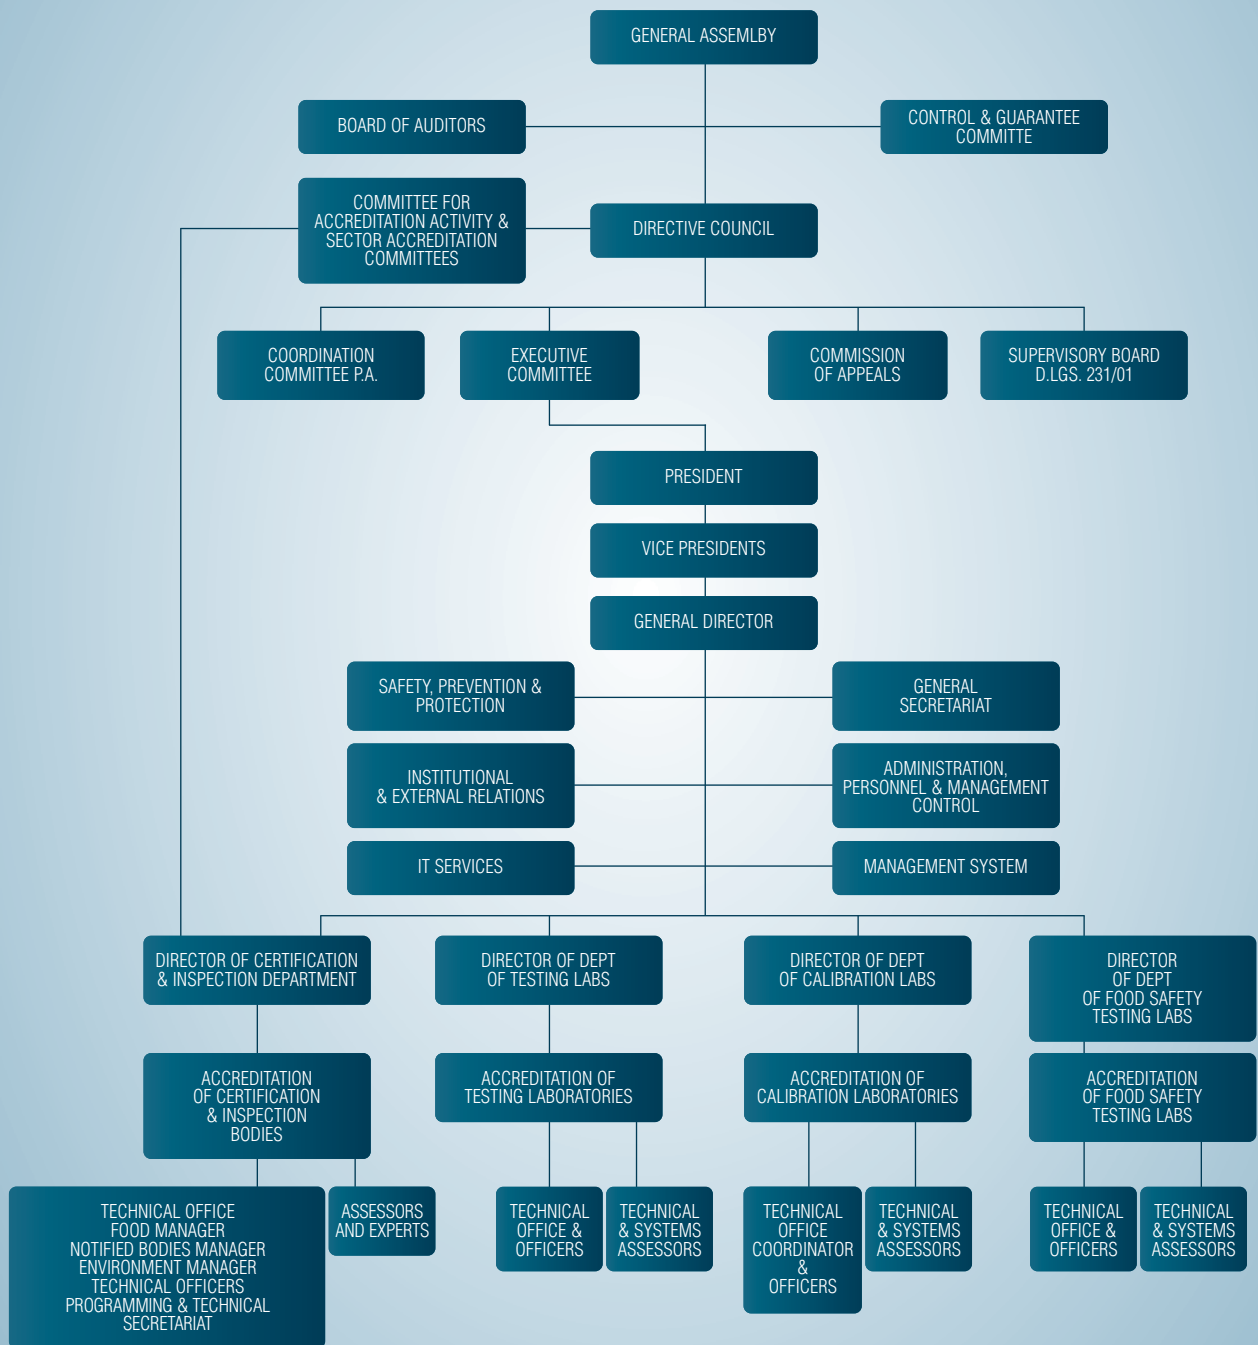 GENERAL ASSEMLBY
BOARD OF AUDITORS
CONTROL & GUARANTEE
COMMITTE
COMMITTEE FOR
ACCREDITATION ACTIVITY &
SECTOR ACCREDITATION
COMMITTEES
DIRECTIVE COUNCIL
COORDINATION
COMMITTEE P.A.
EXECUTIVE
COMMITTEE
COMMISSION
OF APPEALS
SUPERVISORY BOARD
D.LGS. 231/01
PRESIDENT
VICE PRESIDENTS
GENERAL DIRECTOR
SAFETY, PREVENTION &
PROTECTION
GENERAL
SECRETARIAT
INSTITUTIONAL
& EXTERNAL RELATIONS
ADMINISTRATION,
PERSONNEL & MANAGEMENT
CONTROL
IT SERVICES
MANAGEMENT SYSTEM
DIRECTOR OF CERTIFICATION
& INSPECTION DEPARTMENT
DIRECTOR OF DEPT
OF TESTING LABS
DIRECTOR OF DEPT
OF CALIBRATION LABS
DIRECTOR
OF DEPT
OF FOOD SAFETY
TESTING LABS
ACCREDITATION
OF CERTIFICATION
& INSPECTION
BODIES
ACCREDITATION OF
TESTING LABORATORIES
ACCREDITATION OF
CALIBRATION LABORATORIES
ACCREDITATION
OF FOOD SAFETY
TESTING LABS
TECHNICAL OFFICE
FOOD MANAGER
NOTIFIED BODIES MANAGER
ENVIRONMENT MANAGER
TECHNICAL OFFICERS
PROGRAMMING & TECHNICAL
SECRETARIAT
ASSESSORS
AND EXPERTS
TECHNICAL
OFFICE &
OFFICERS
TECHNICAL
& SYSTEMS
ASSESSORS
TECHNICAL
OFFICE
COORDINATOR
&
OFFICERS
TECHNICAL
& SYSTEMS
ASSESSORS
TECHNICAL
OFFICE &
OFFICERS
TECHNICAL
& SYSTEMS
ASSESSORS